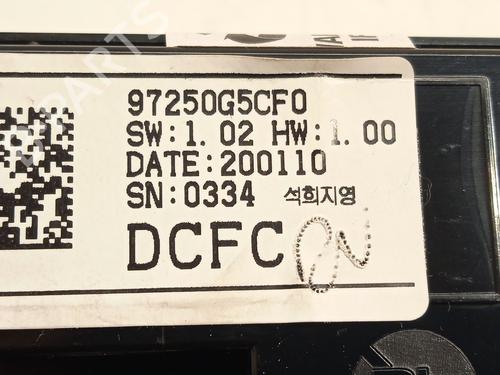 97250G5CF0
SW:1.02 HW:1.00
DATE:200110
SN:0334 석희지영
DCFC